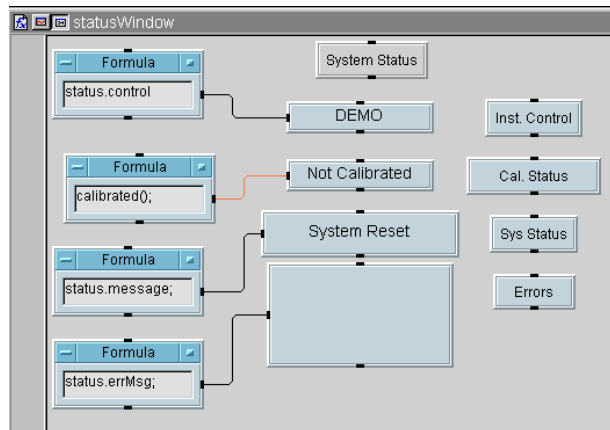 statusWindow
Formula
status.control
System Status
DEMO
Inst. Control
Formula
calibrated();
Not Calibrated
Cal. Status
Formula
status.message;
System Reset
Sys Status
Errors
Formula
status.errMsg;